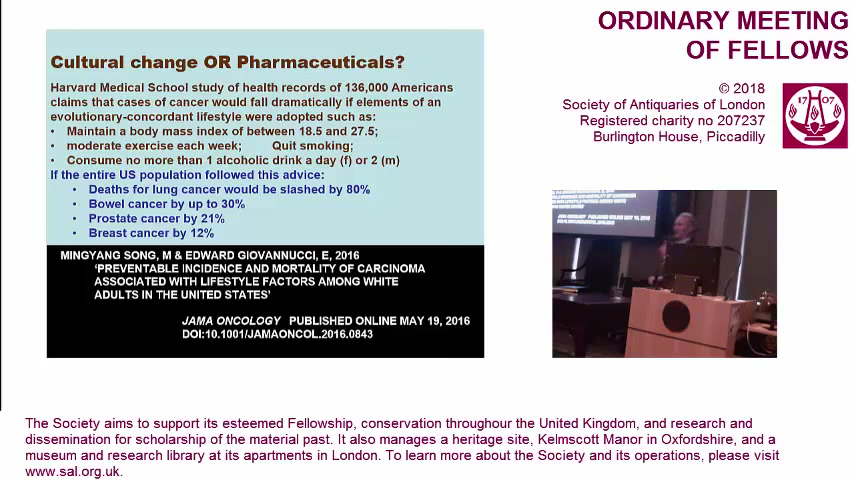 Cultural change OR Pharmaceuticals?
Harvard Medical School study of health records of 136,000 Americans
claims that cases of cancer would fall dramatically if elements of an
evolutionary-concordant lifestyle were adopted such as:
• Maintain a body mass index of between 18.5 and 27.5;
• moderate exercise each week; Quit smoking;
• Consume no more than 1 alcoholic drink a day (f) or 2 (m)
If the entire US population followed this advice:
• Deaths for lung cancer would be slashed by 80%
• Bowel cancer by up to 30%
• Prostate cancer by 21%
• Breast cancer by 12%
MINGYANG SONG, M & EDWARD GIOVANNUCCI, E, 2016
‘PREVENTABLE INCIDENCE AND MORTALITY OF CARCINOMA
ASSOCIATED WITH LIFESTYLE FACTORS AMONG WHITE
ADULTS IN THE UNITED STATES’
JAMA ONCOLOGY PUBLISHED ONLINE MAY 19, 2016
DOI:10.1001/JAMAONCOL.2016.0843
ORDINARY MEETING
OF FELLOWS
© 2018
Society of Antiquaries of London
Registered charity no 207237
Burlington House, Piccadilly
17 07
JAMA ONCOLOGY PUBLISHED ONLINE MAY 19, 2016
The Society aims to support its esteemed Fellowship, conservation throughour the United Kingdom, and research and
dissemination for scholarship of the material past. It also manages a heritage site, Kelmscott Manor in Oxfordshire, and a
museum and research library at its apartments in London. To learn more about the Society and its operations, please visit
www.sal.org.uk.